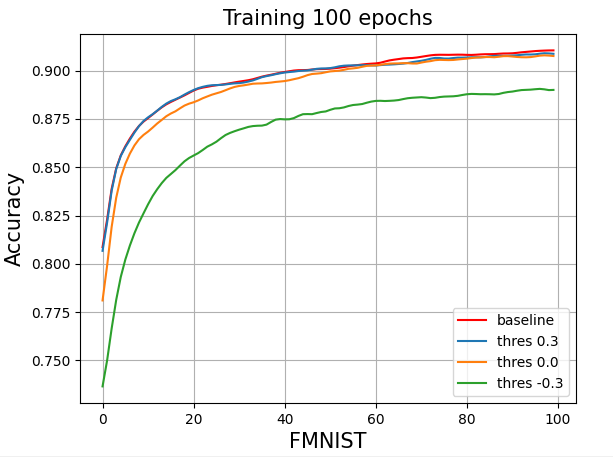 Training 100 epochs
Accuracy
0.900
0.875
0.850
0.825
0.800
0.775
0.750
baseline
thres 0.3
thres 0.0
thres -0.3
0 20 40 60 80 100
FMNIST